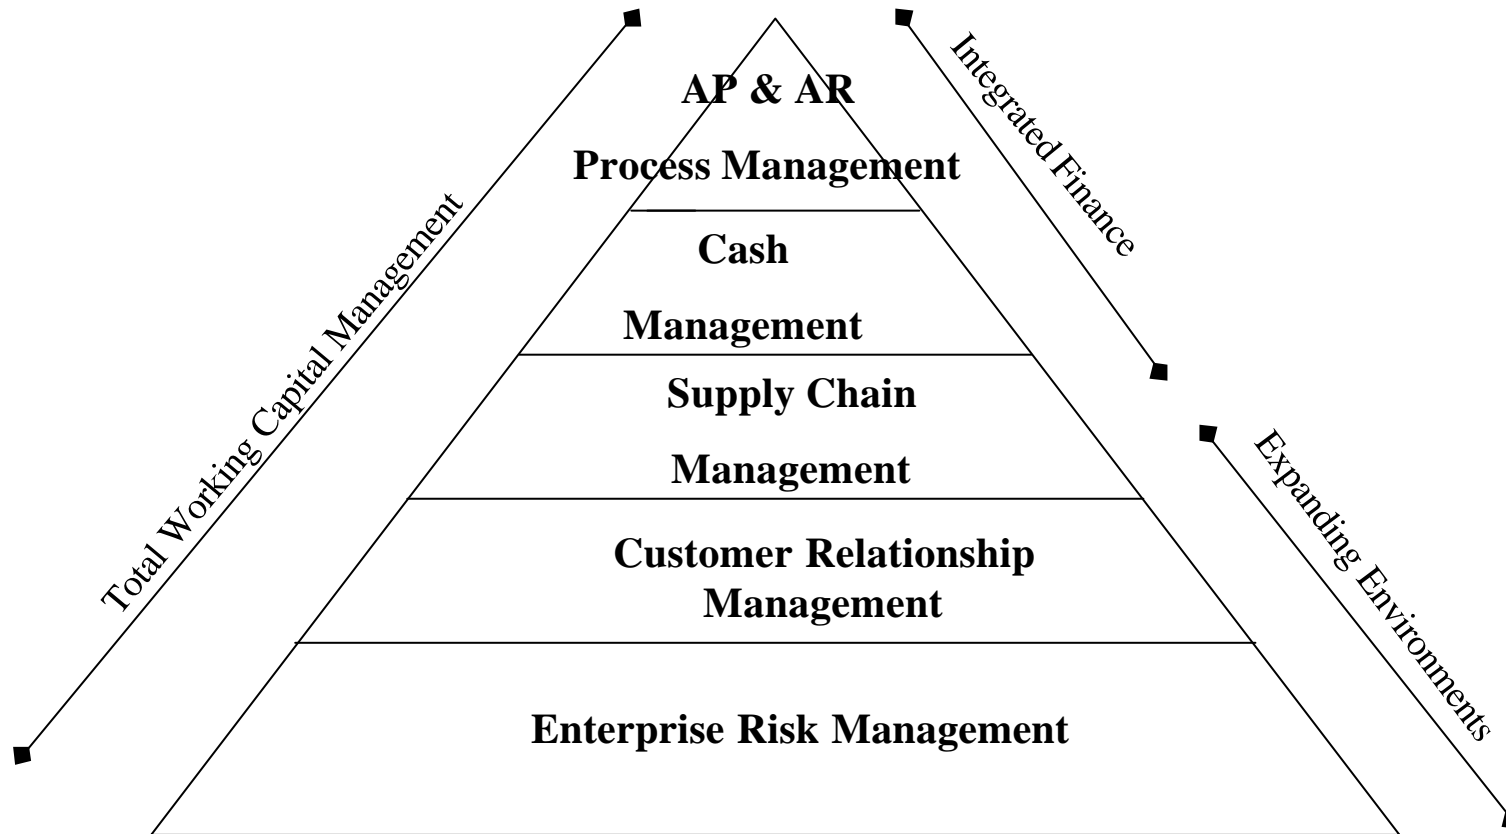 AP & AR
Process Management
Cash
Management
Supply Chain
Management
Customer Relationship
Management
Enterprise Risk Management
Total Working Capital Management
Integrated Finance
Expanding Environments